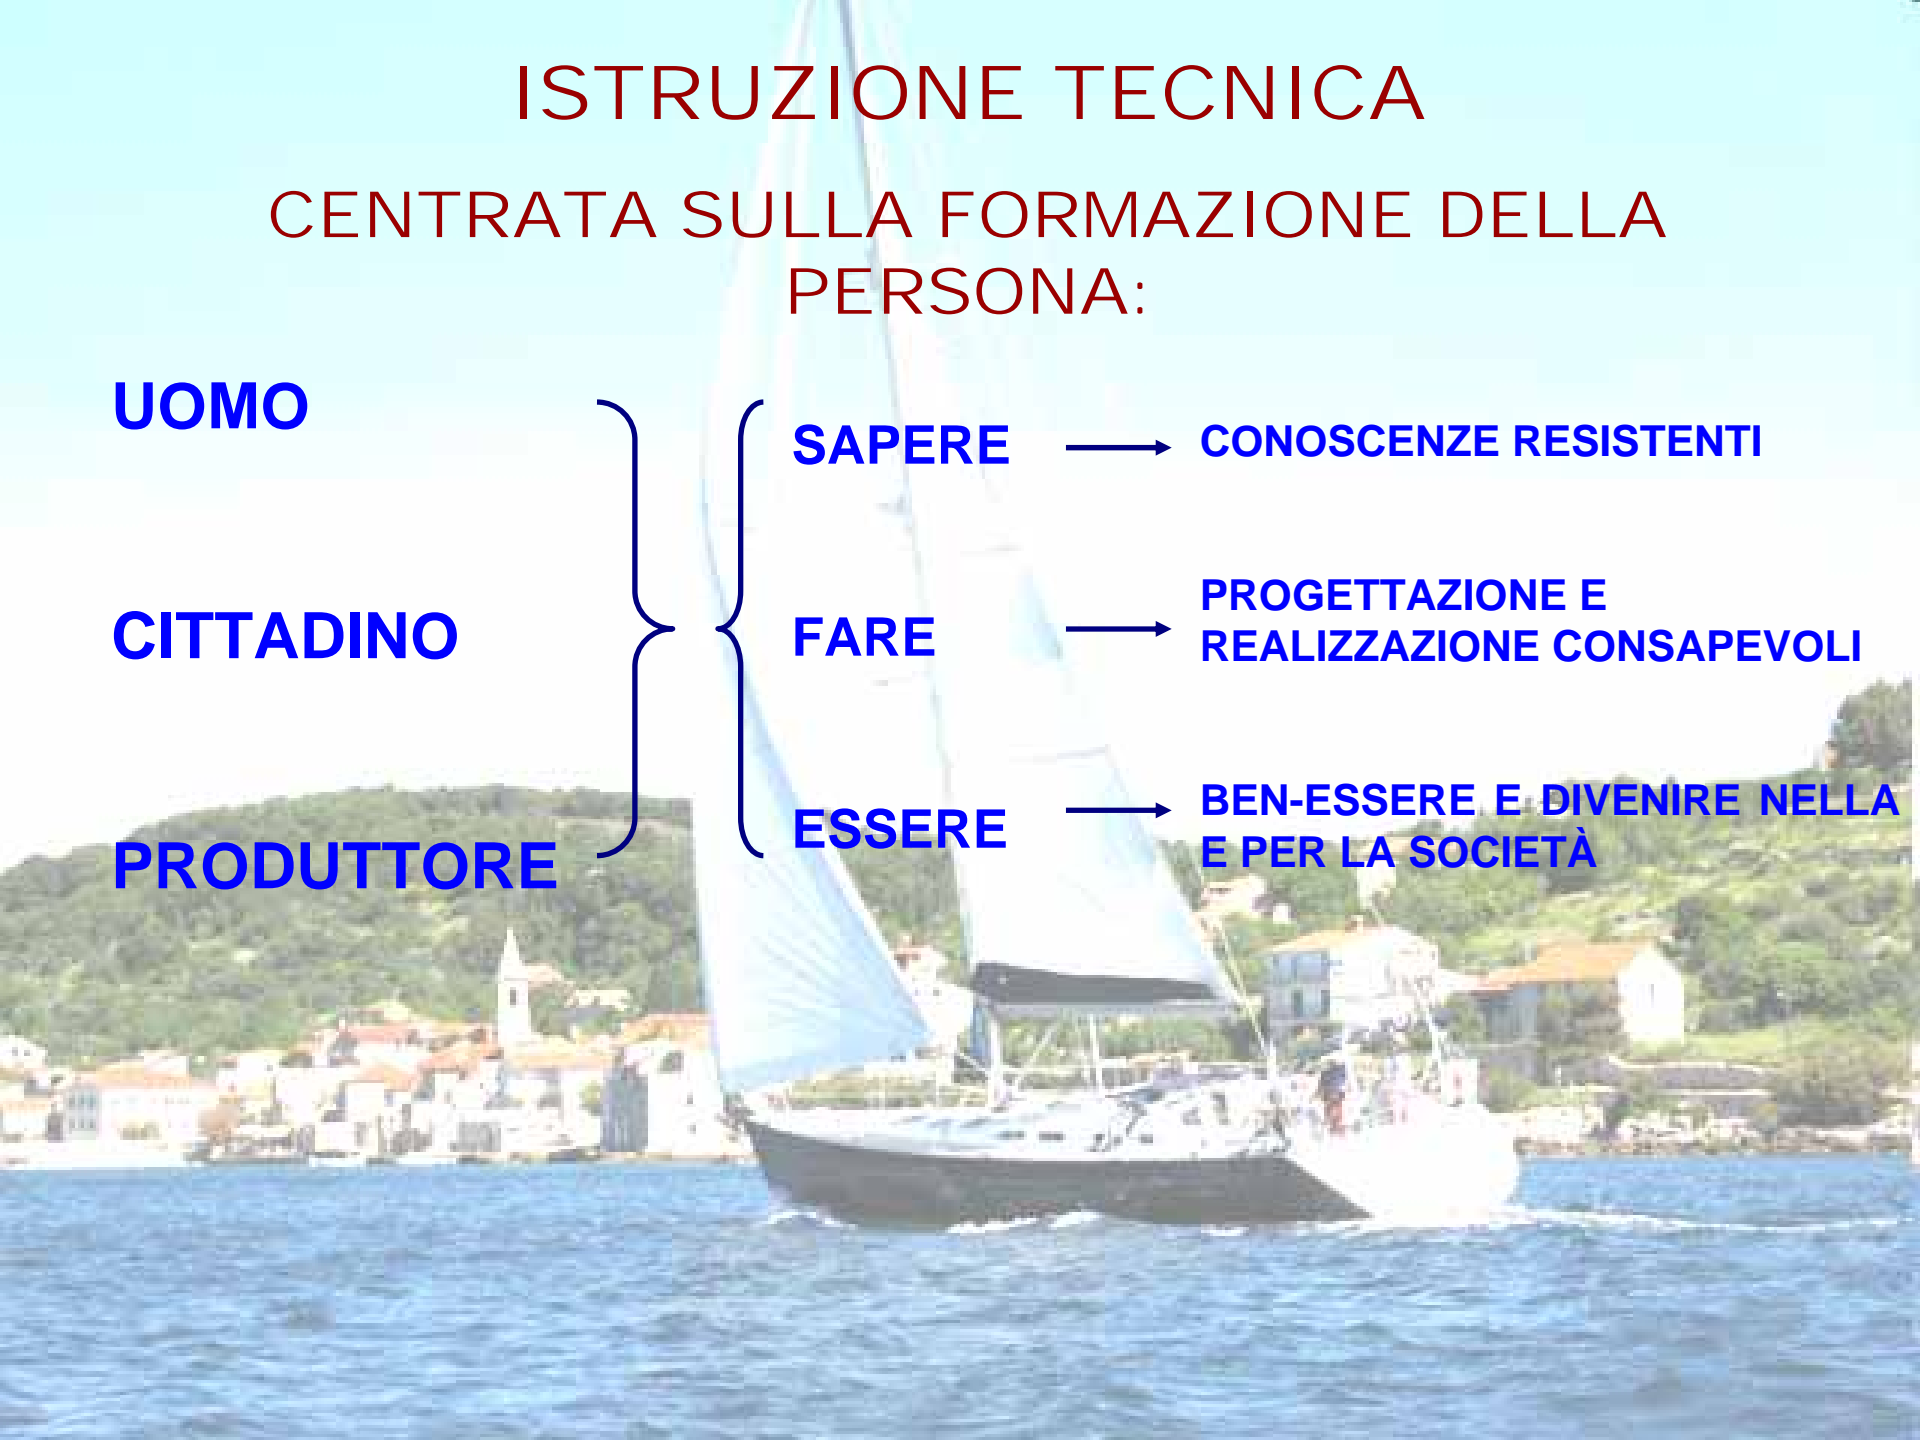 ISTRUZIONE TECNICA
CENTRATA SULLA FORMAZIONE DELLA
PERSONA:
UOMO
CITTADINO
PRODUTTORE
SAPERE
CONOSCENZE RESISTENTI
FARE
PROGETTAZIONE E
REALIZZAZIONE CONSAPEVOLI
ESSERE
BEN-ESSERE E DIVENIRE NELLA
E PER LA SOCIETÀ